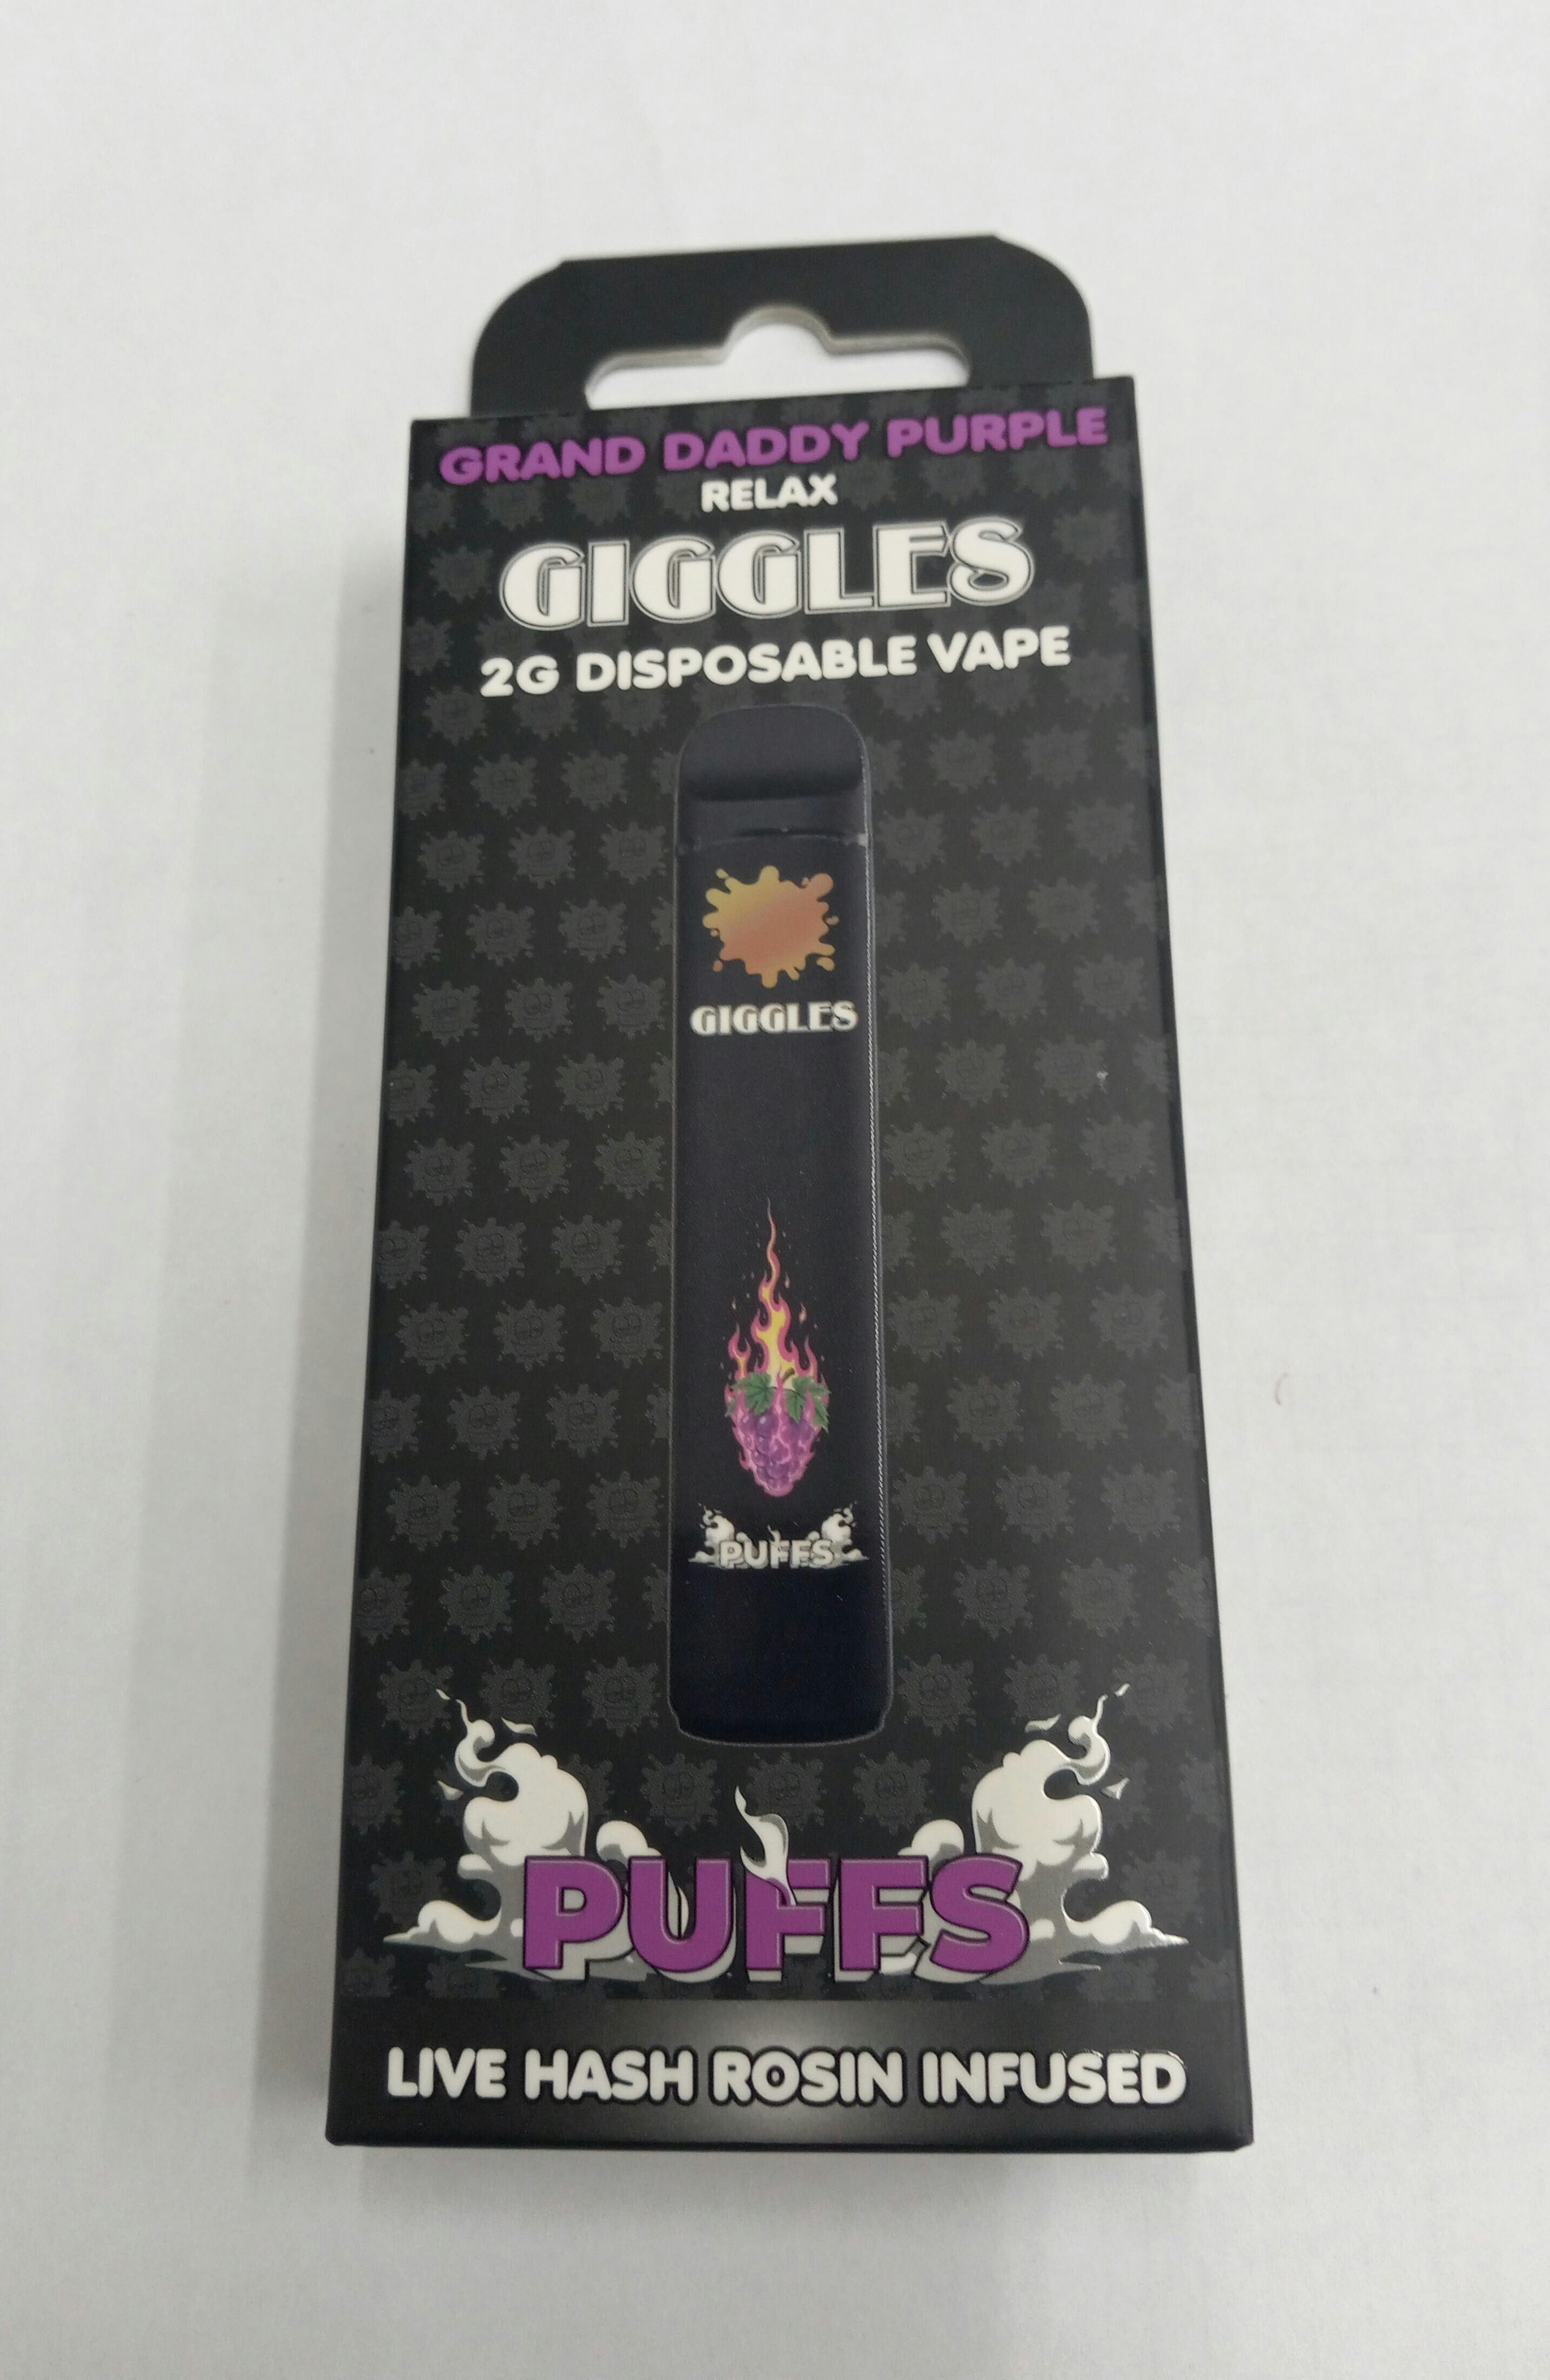 GRAND DADDY PURPLE
RELAX
GIGGLES
2G DISPOSABLE VAPE
GIGGLES
PUFFS
PUFFS
LIVE HASH ROSIN INFUSED